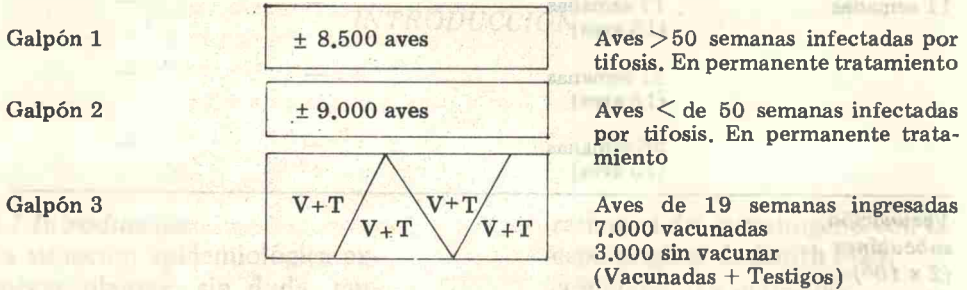 Galpón 1
± 8.500 aves
Aves >50 semanas infectadas por
tifosis. En permanente tratamiento
Galpón 2
± 9.000 aves
Aves < de 50 semanas infectadas
por tifosis. En permanente trata-
miento
Galpón 3
V+T
V+T
V+T
V+T
Aves de 19 semanas ingresadas
7.000 vacunadas
3.000 sin vacunar
(Vacunadas + Testigos)